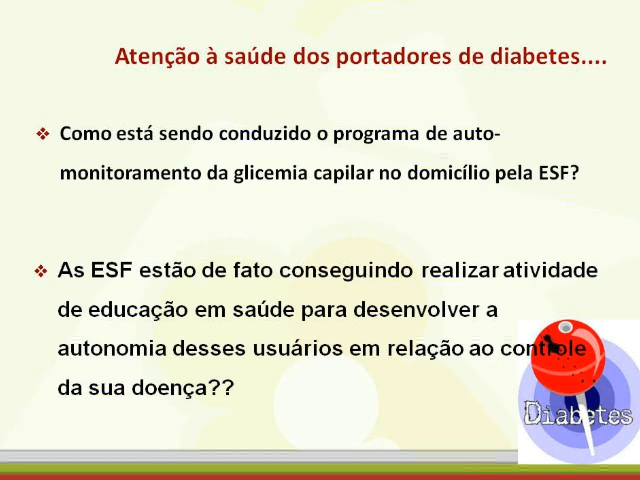 Atenção à saúde dos portadores de diabetes....
❖ Como está sendo conduzido o programa de auto-
monitoramento da glicemia capilar no domicílio pela ESF?
❖ As ESF estão de fato conseguindo realizar atividade
de educação em saúde para desenvolver a
autonomia desses usuários em relação ao controle
da sua doença??
Diabetes